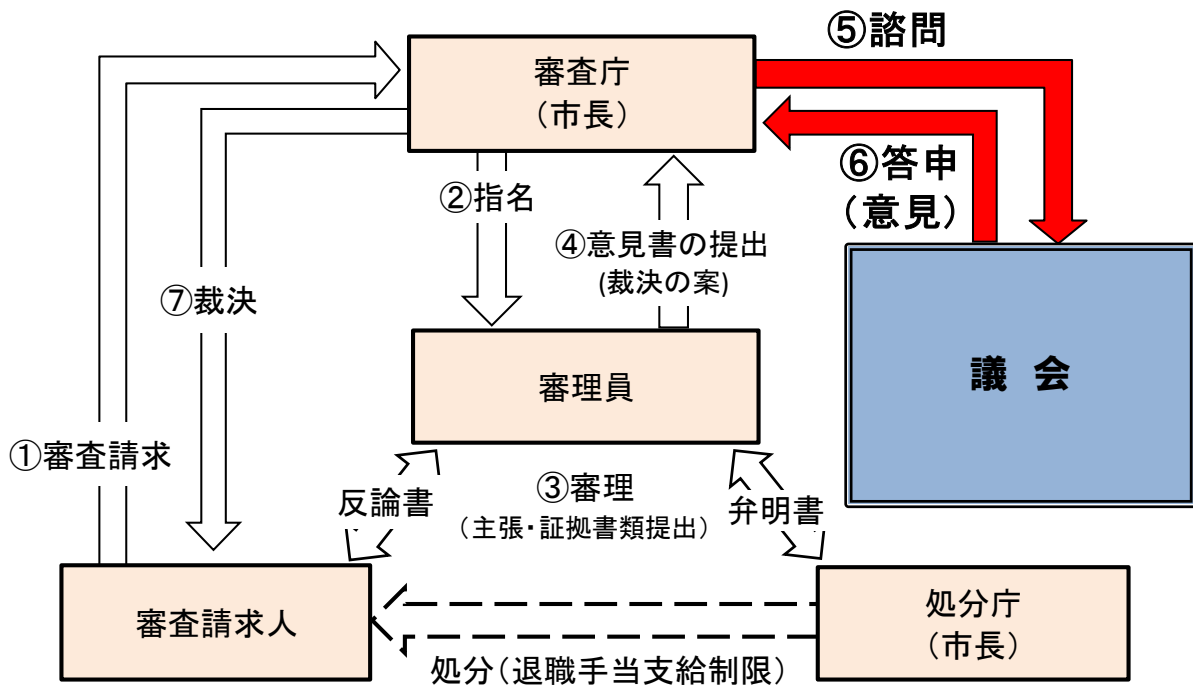 ⑤諮問
審査庁
（市長）
⑥答申
（意見）
②指名
④意見書の提出
(裁決の案)
⑦裁決
議 会
審理員
①審査請求
反論書
③審理
（主張・証拠書類提出）
弁明書
審査請求人
処分庁
（市長）
処分（退職手当支給制限）